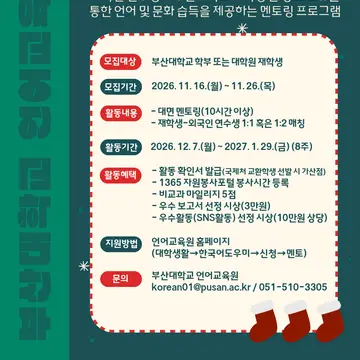 통한 언어 및 문화 습득을 제공하는 멘토링 프로그램
모집대상 부산대학교 학부 또는 대학원 재학생
모집기간 2026. 11. 16.(월) ~ 11. 26.(목)
활동내용 - 대면 멘토링(10시간 이상)
- 재학생-외국인 연수생 1:1 혹은 1:2 매칭
활동기간 2026. 12. 7.(월) ~ 2027. 1. 29.(금) (8주)
활동혜택 - 활동 확인서 발급(국제처 교환학생 선발 시 가산점)
- 1365 자원봉사포털 봉사시간 등록
- 비교과 마일리지 5점
- 우수 보고서 선정 시상(3만원)
- 우수활동(SNS활동) 선정 시상(10만원 상당)
지원방법 언어교육원 홈페이지
(대학생활→한국어도우미→신청→멘토)
문의 부산대학교 언어교육원
korean01@pusan.ac.kr / 051-510-3305
부산대학교 언어교육